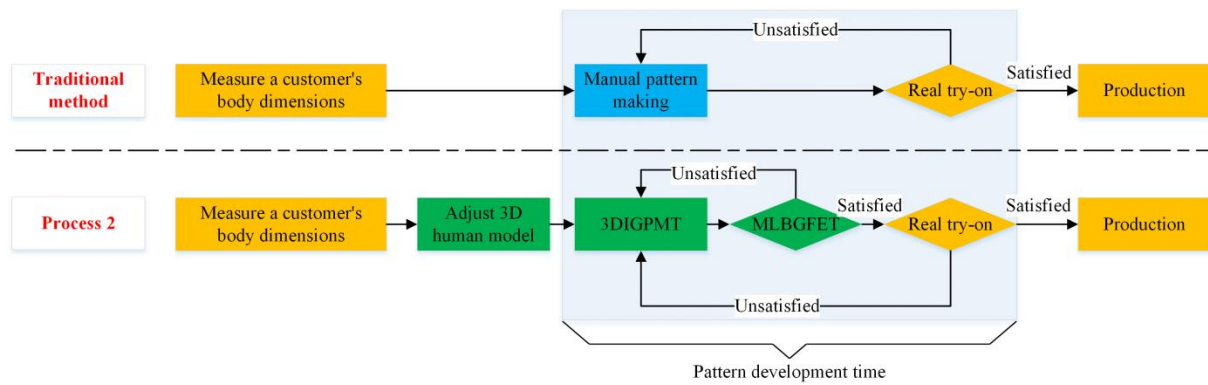 Unsatisfied
Traditional
method
Measure a customer's
body dimensions
Manual pattern
making
Real try-on
Satisfied
Production
Unsatisfied
Process 2
Measure a customer's
body dimensions
Adjust 3D
human model
3DIGPMT
MLBGFET
Satisfied
Real try-on
Satisfied
Production
Unsatisfied
Pattern development time